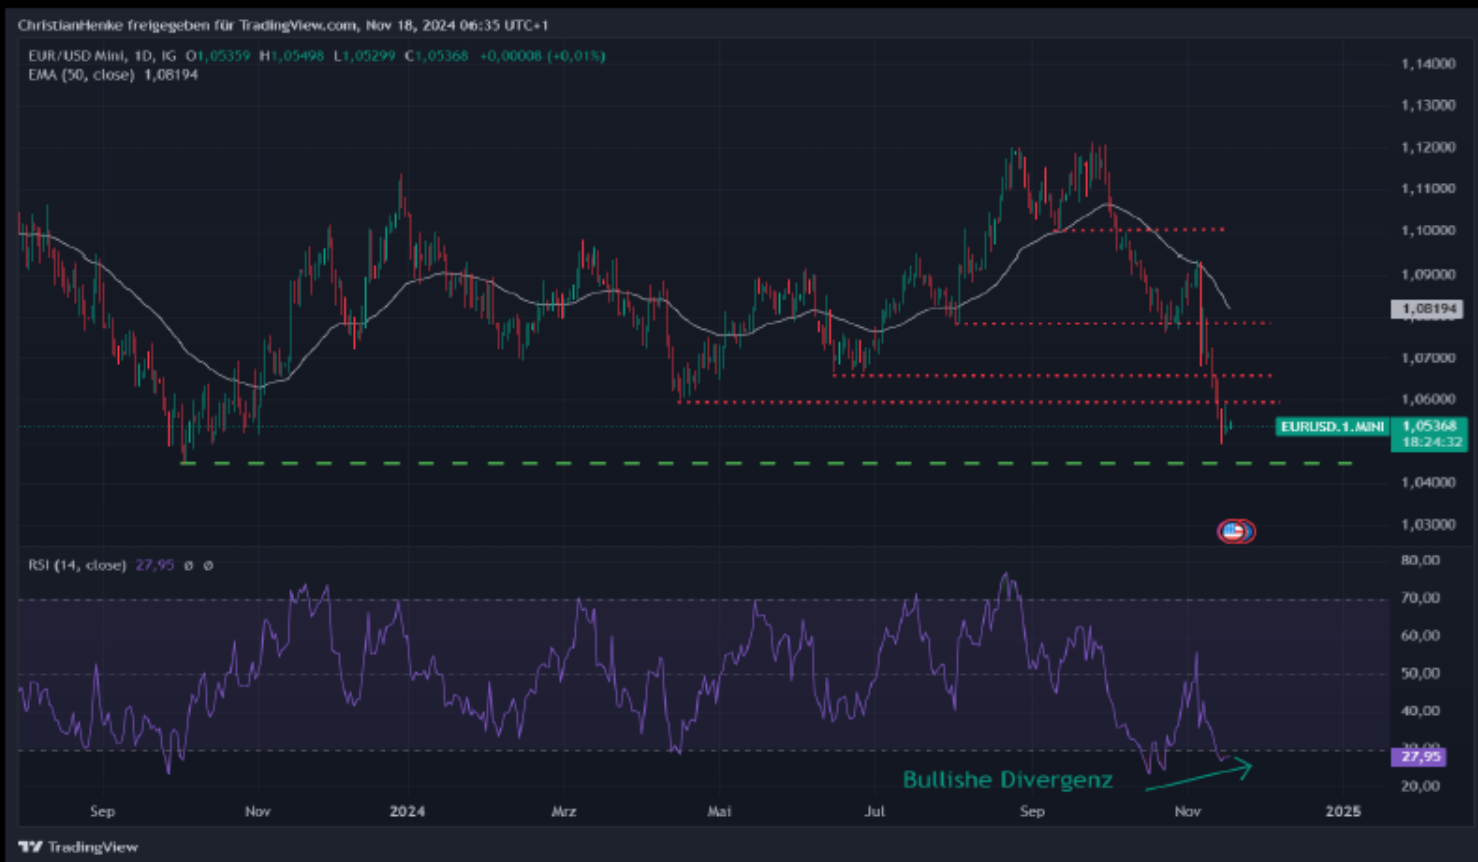 ChristianHenke freigegeben für TradingView.com, Nov 18, 2024 06:35 UTC+1
EUR/USD Mini, 1D, IG O1,05359 H1,05498 L1,05299 C1,05368 +0,00008 (+0,01%)
EMA (50, close) 1,08194
1,14000
1,13000
1,12000
1,11000
1,10000
1,09000
1,08194
1,07000
1,06000
EURUSD.1.MINI 1,05368
18:24:32
1,04000
1,03000
RSI (14, close) 27,95 ø ø
80,00
70,00
60,00
50,00
40,00
27,95
20,00
Bullishe Divergenz
Sep Nov 2024 Mrz Mai Jul Sep Nov 2025
TradingView